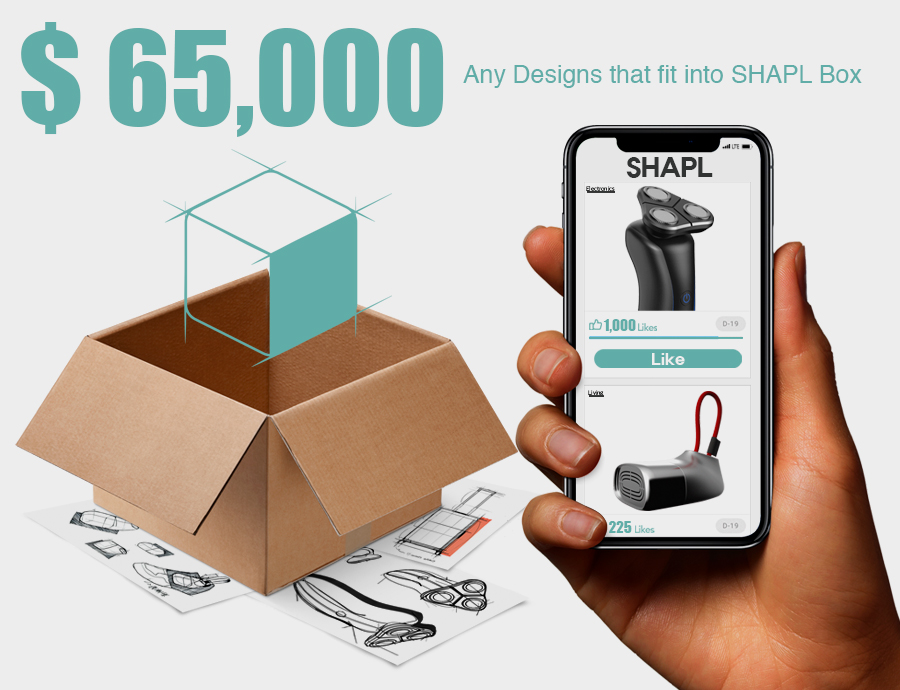 $ 65,000
Any Designs that fit into SHAPL Box
LTE
SHAPL
Electronics
1,000 Likes
D-19
Like
Living
225 Likes
D-19